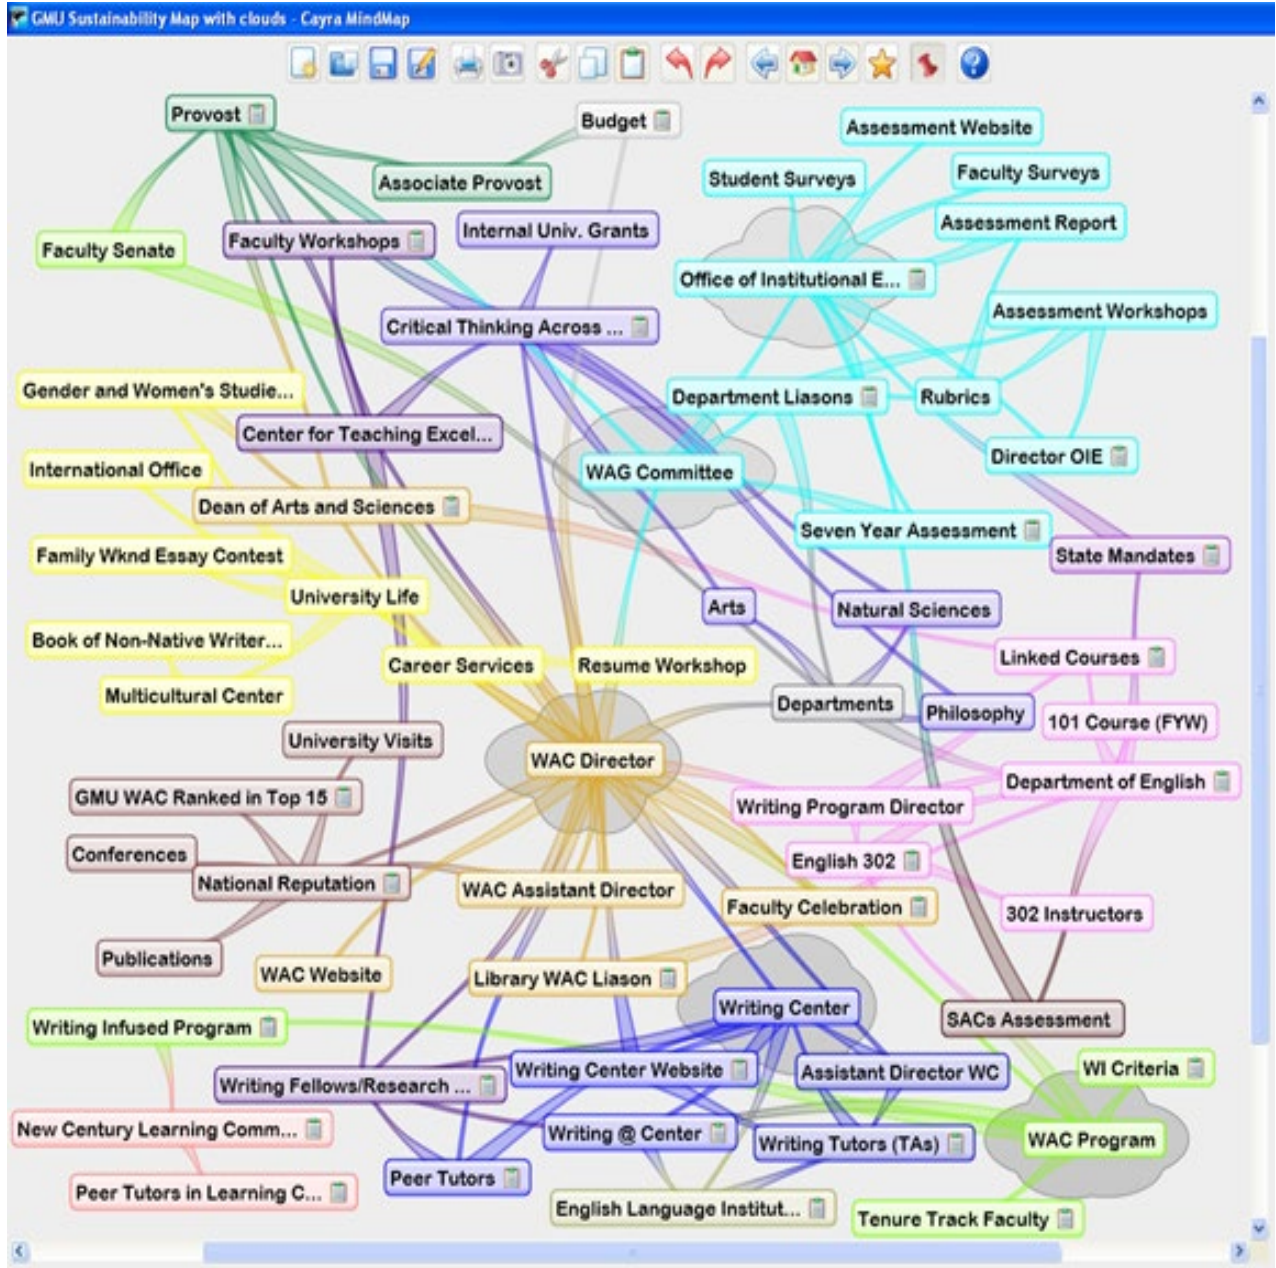 GMU Sustainability Map with clouds - Cayra MindMap
Provost
Budget
Assessment Website
Associate Provost
Student Surveys
Faculty Surveys
Faculty Senate
Faculty Workshops
Internal Univ. Grants
Assessment Report
Office of Institutional E...
Critical Thinking Across ...
Assessment Workshops
Gender and Women's Studie...
Department Liasons
Rubrics
Center for Teaching Excel...
International Office
WAG Committee
Director OIE
Dean of Arts and Sciences
Seven Year Assessment
Family Wknd Essay Contest
State Mandates
University Life
Arts
Natural Sciences
Book of Non-Native Writer...
Career Services
Resume Workshop
Linked Courses
Multicultural Center
Departments
Philosophy
101 Course (FYW)
University Visits
WAC Director
Department of English
GMU WAC Ranked in Top 15
Writing Program Director
Conferences
National Reputation
WAC Assistant Director
English 302
Faculty Celebration
302 Instructors
Publications
WAC Website
Library WAC Liason
Writing Center
SACs Assessment
Writing Infused Program
Writing Fellows/Research ...
Writing Center Website
Assistant Director WC
WI Criteria
New Century Learning Comm...
Writing @ Center
Writing Tutors (TAs)
WAC Program
Peer Tutors in Learning C...
Peer Tutors
English Language Institut...
Tenure Track Faculty